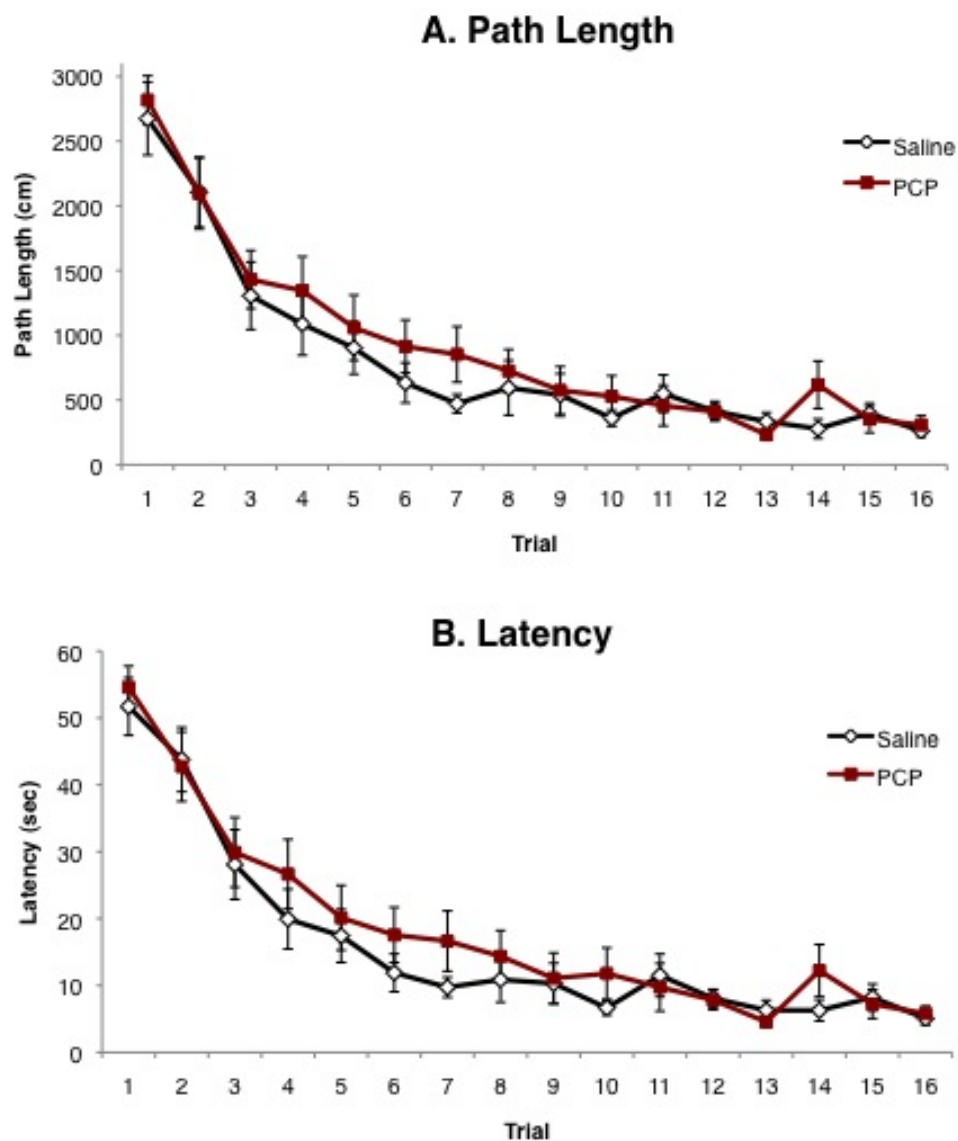 A. Path Length
3000
2500
2000
1500
1000
500
0
Path Length (cm)
Saline
PCP
1 2 3 4 5 6 7 8 9 10 11 12 13 14 15 16
Trial
B. Latency
60
50
40
30
20
10
0
Latency (sec)
Saline
PCP
1 2 3 4 5 6 7 8 9 10 11 12 13 14 15 16
Trial